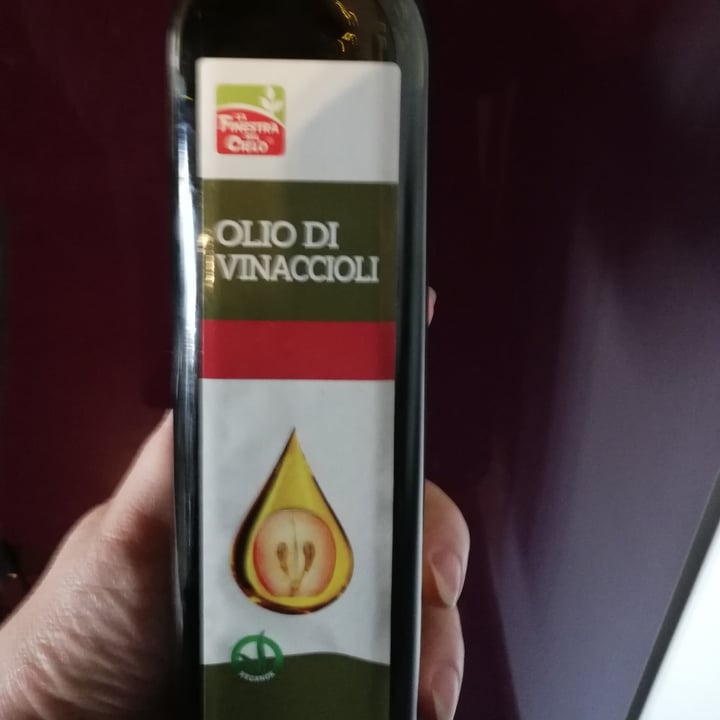 LA
FINESTRA
SUL
CIELO
OLIO DI
VINACCIOLI
VEGANOK